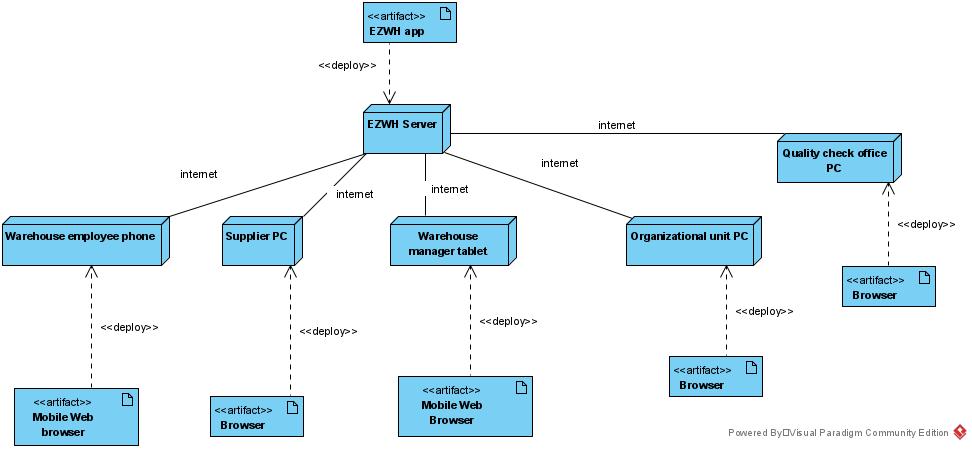 <<artifact>>
EZWH app
<<deploy>>
EZWH Server
internet
Quality check office
PC
internet
internet
internet
internet
<<deploy>>
Warehouse employee phone
Supplier PC
Warehouse
manager tablet
Organizational unit PC
<<artifact>>
Browser
<<deploy>>
<<deploy>>
<<deploy>>
<<deploy>>
<<artifact>>
Browser
<<artifact>>
Mobile Web
Browser
<<artifact>>
Mobile Web
browser
<<artifact>>
Browser
Powered By Visual Paradigm Community Edition